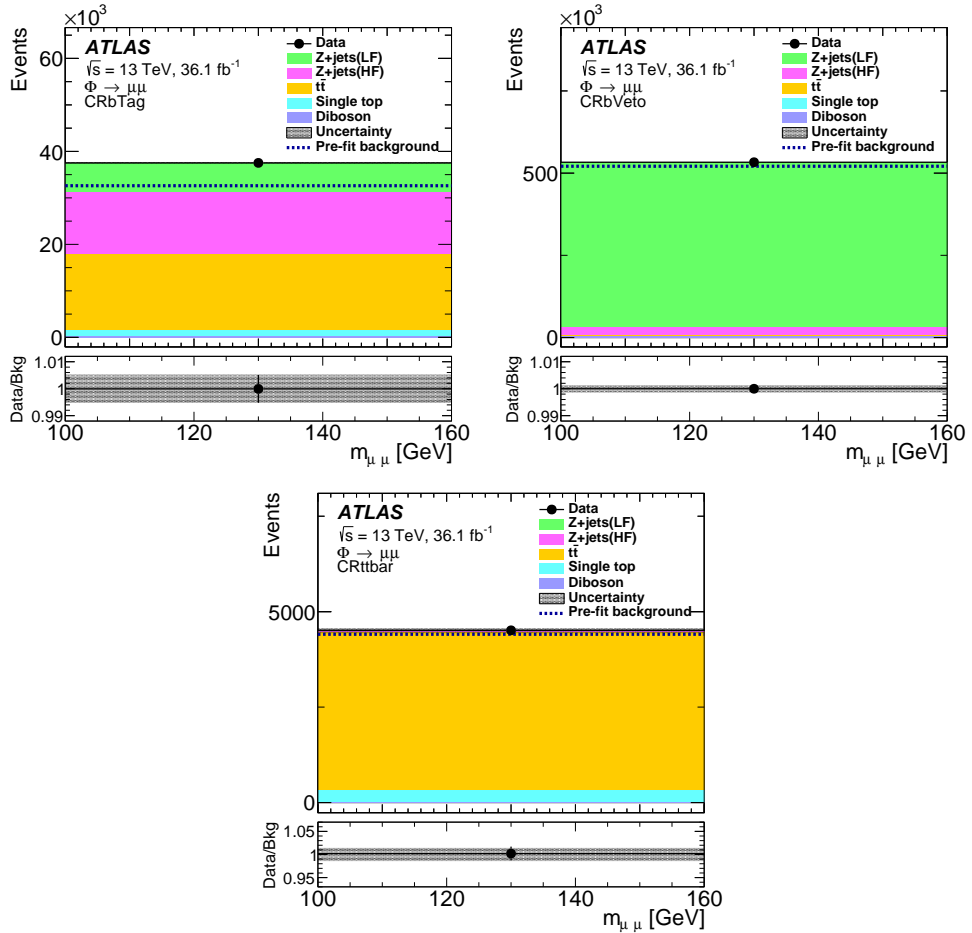 ×10³
Events
60
40
20
0
ATLAS
√s = 13 TeV, 36.1 fb⁻¹
Φ → μμ
CRbTag
Data
Z+jets(LF)
Z+jets(HF)
tt̄
Single top
Diboson
Uncertainty
Pre-fit background
Data/Bkg
1.01
1
0.99
100 120 140 160
m_μ μ [GeV]
×10³
Events
500
0
ATLAS
√s = 13 TeV, 36.1 fb⁻¹
Φ → μμ
CRbVeto
Data
Z+jets(LF)
Z+jets(HF)
tt̄
Single top
Diboson
Uncertainty
Pre-fit background
Data/Bkg
1.01
1
0.99
100 120 140 160
m_μ μ [GeV]
Events
5000
0
ATLAS
√s = 13 TeV, 36.1 fb⁻¹
Φ → μμ
CRttbar
Data
Z+jets(LF)
Z+jets(HF)
tt̄
Single top
Diboson
Uncertainty
Pre-fit background
Data/Bkg
1.05
1
0.95
100 120 140 160
m_μ μ [GeV]